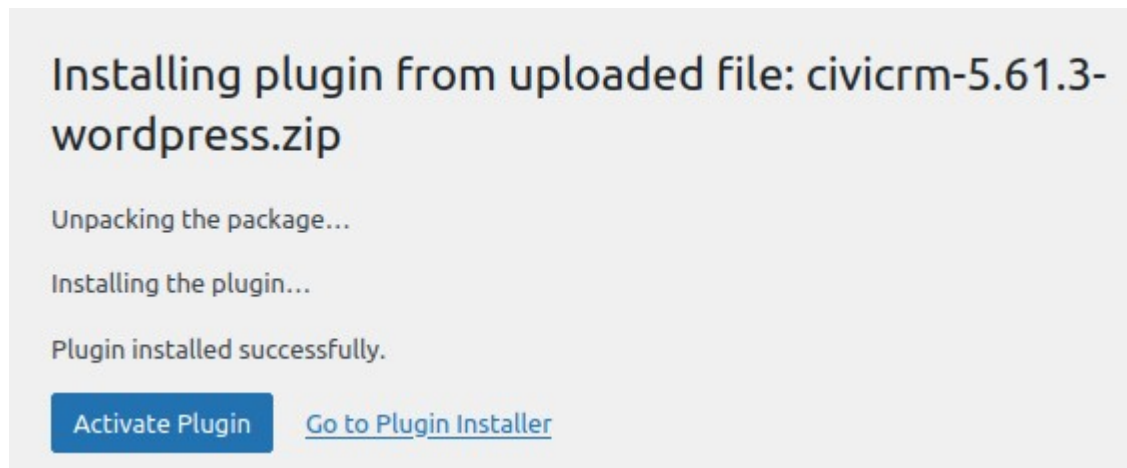 Installing plugin from uploaded file: civicrm-5.61.3-
wordpress.zip
Unpacking the package…
Installing the plugin…
Plugin installed successfully.
Activate Plugin Go to Plugin Installer